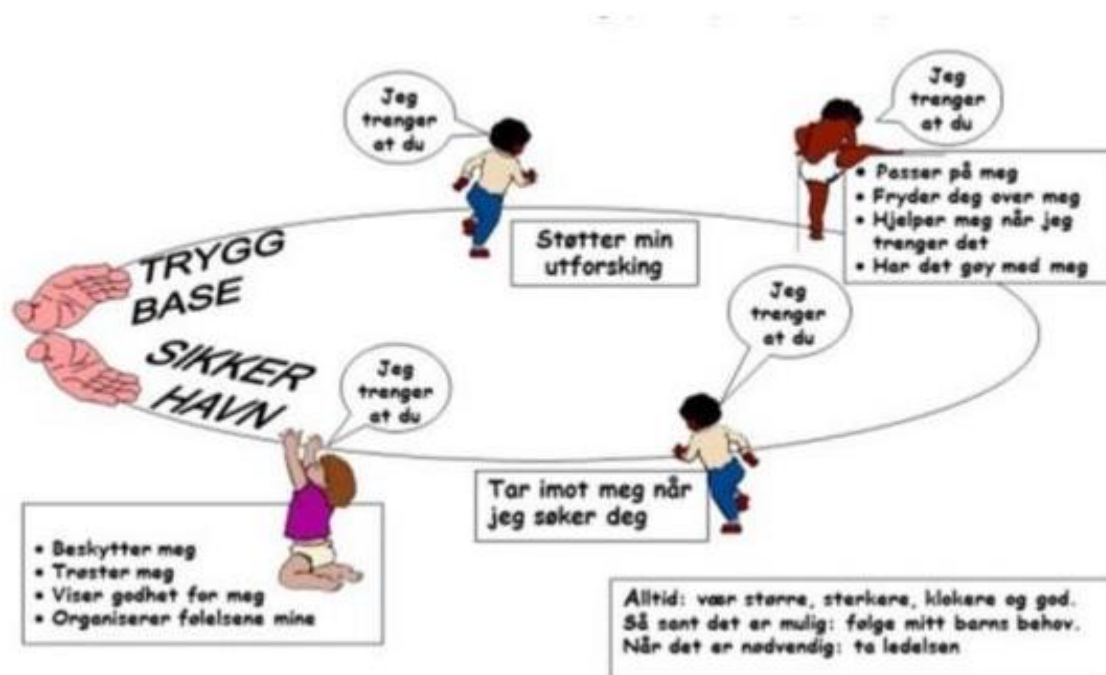 Jeg
trenger
at du
Jeg
trenger
at du
• Passer på meg
• Fryder deg over meg
• Hjelper meg når jeg
trenger det
• Har det gøy med meg
Støtter min
utforsking
TRYGG
BASE
SIKKER
HAVN
Jeg
trenger
at du
Jeg
trenger
at du
Tar imot meg når
jeg søker deg
• Beskytter meg
• Trøster meg
• Viser godhet for meg
• Organiserer følelsene mine
Alltid: vær større, sterkere, klokere og god.
Så sant det er mulig: følge mitt barns behov.
Når det er nødvendig: ta ledelsen